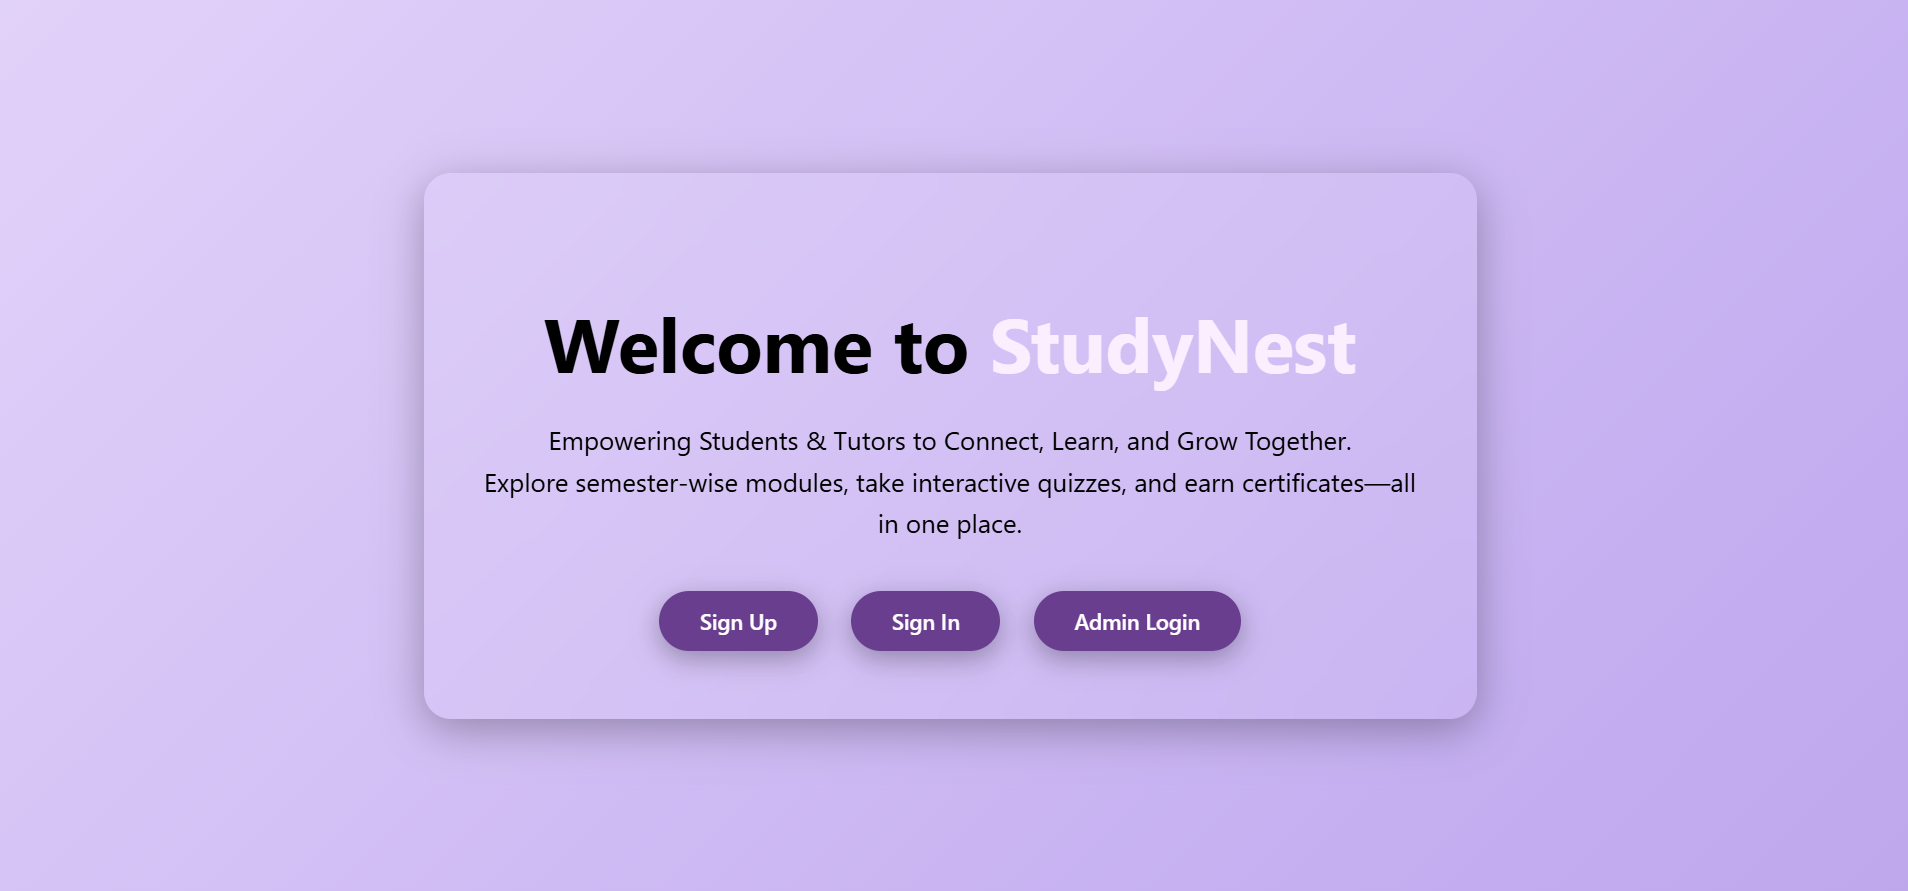 Welcome to StudyNest
Empowering Students & Tutors to Connect, Learn, and Grow Together.
Explore semester-wise modules, take interactive quizzes, and earn certificates—all
in one place.
Sign Up
Sign In
Admin Login